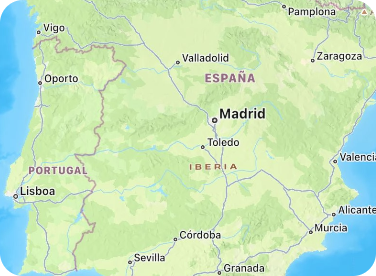 Pamplona
Vigo
Valladolid
Zaragoza
Oporto
ESPAÑA
Madrid
Toledo
Valencia
IBERIA
PORTUGAL
Lisboa
Alicante
Murcia
Córdoba
Sevilla
Granada